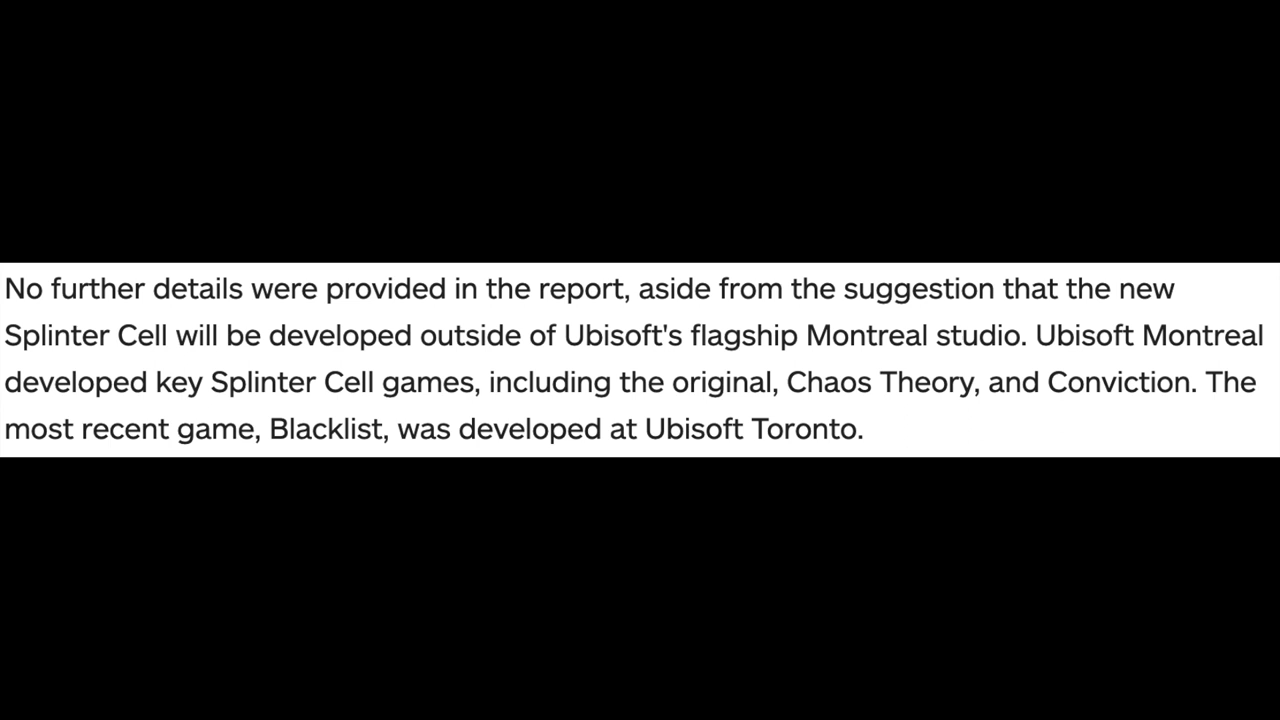 No further details were provided in the report, aside from the suggestion that the new
Splinter Cell will be developed outside of Ubisoft's flagship Montreal studio. Ubisoft Montreal
developed key Splinter Cell games, including the original, Chaos Theory, and Conviction. The
most recent game, Blacklist, was developed at Ubisoft Toronto.